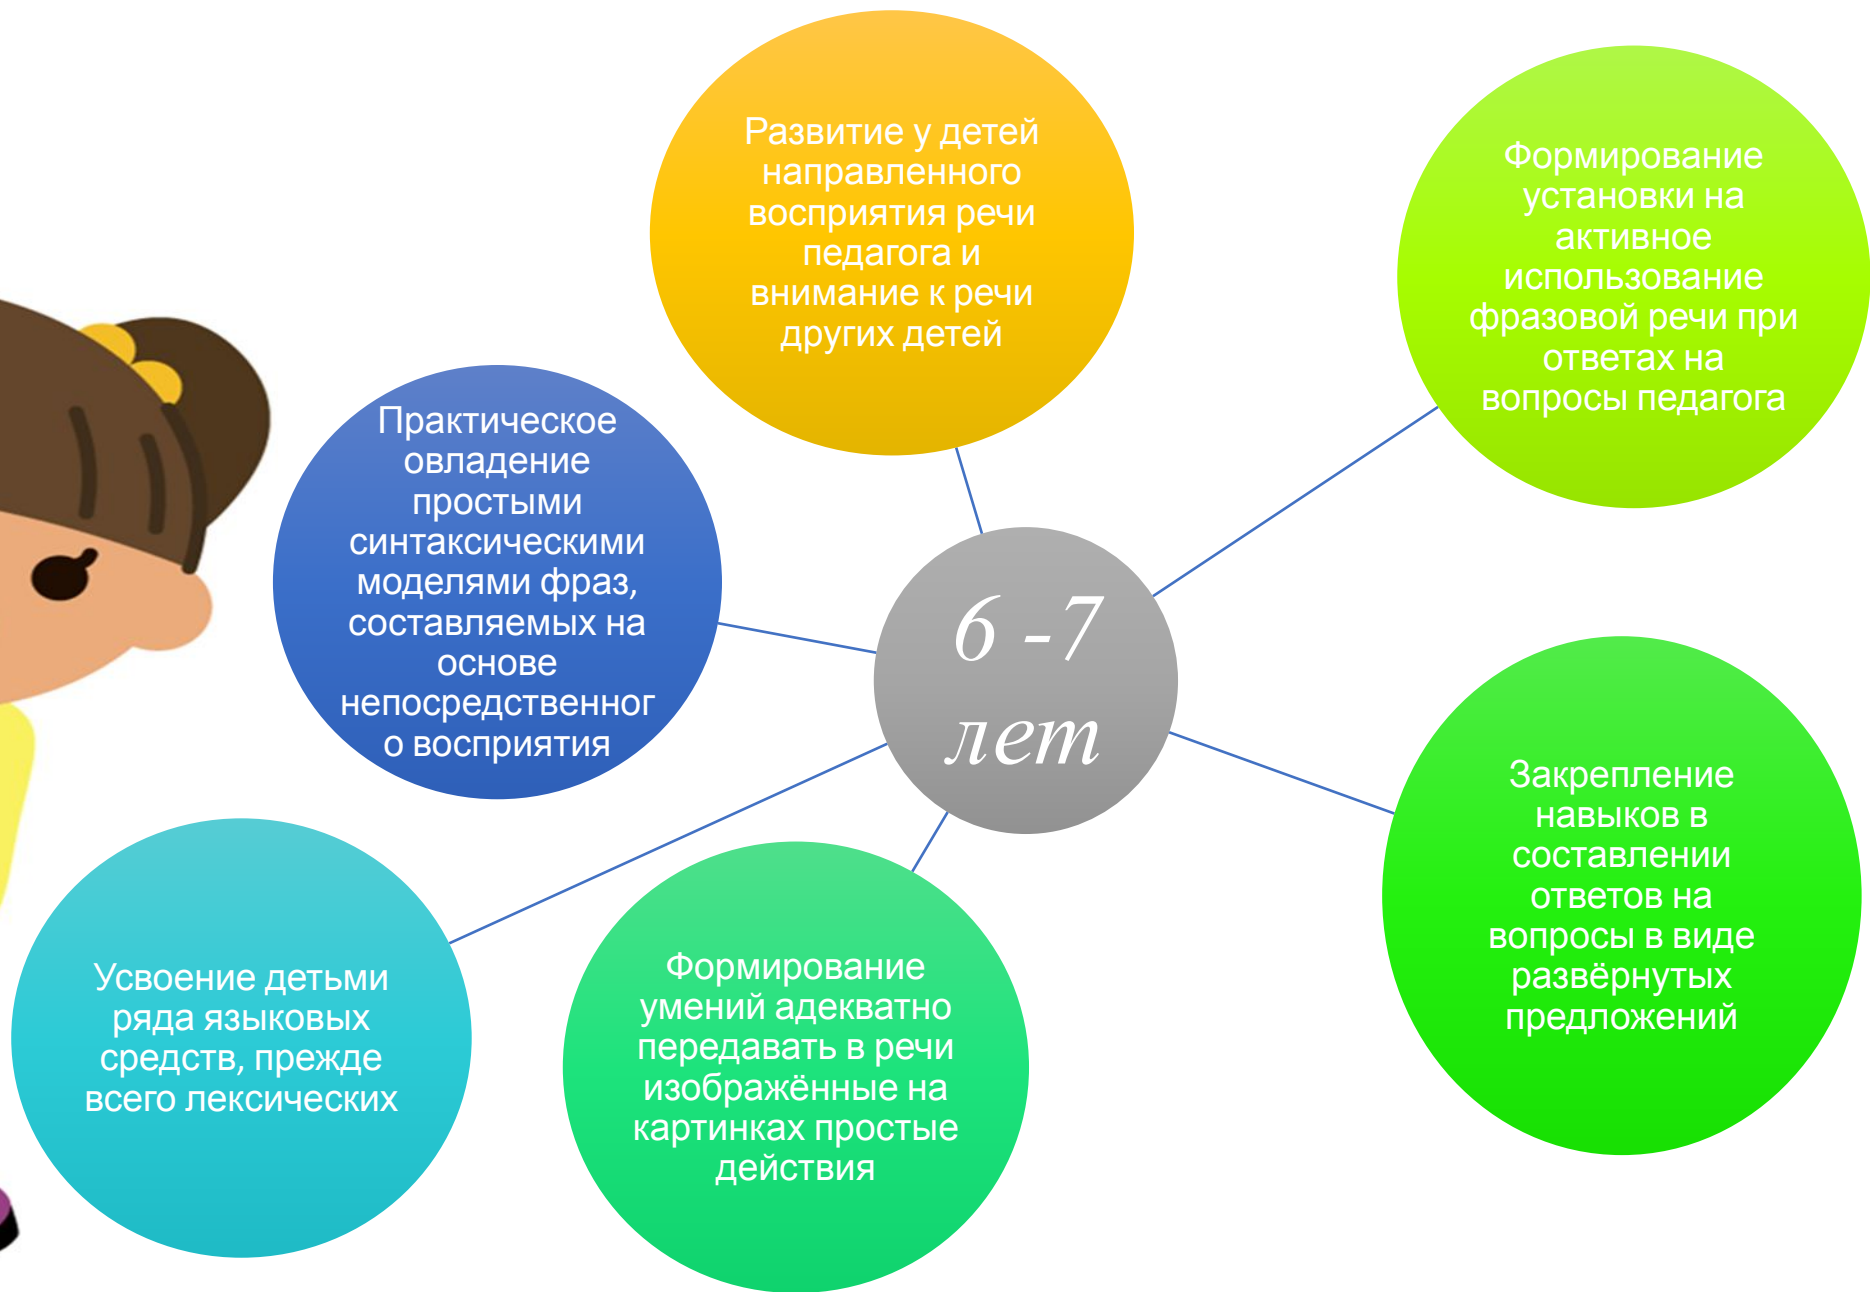 Развитие у детей
направленного
восприятия речи
педагога и
внимание к речи
других детей
Формирование
установки на
активное
использование
фразовой речи при
ответах на
вопросы педагога
Практическое
овладение
простыми
синтаксическими
моделями фраз,
составляемых на
основе
непосредственног
о восприятия
6 -7
лет
Закрепление
навыков в
составлении
ответов на
вопросы в виде
развёрнутых
предложений
Усвоение детьми
ряда языковых
средств, прежде
всего лексических
Формирование
умений адекватно
передавать в речи
изображённые на
картинках простые
действия